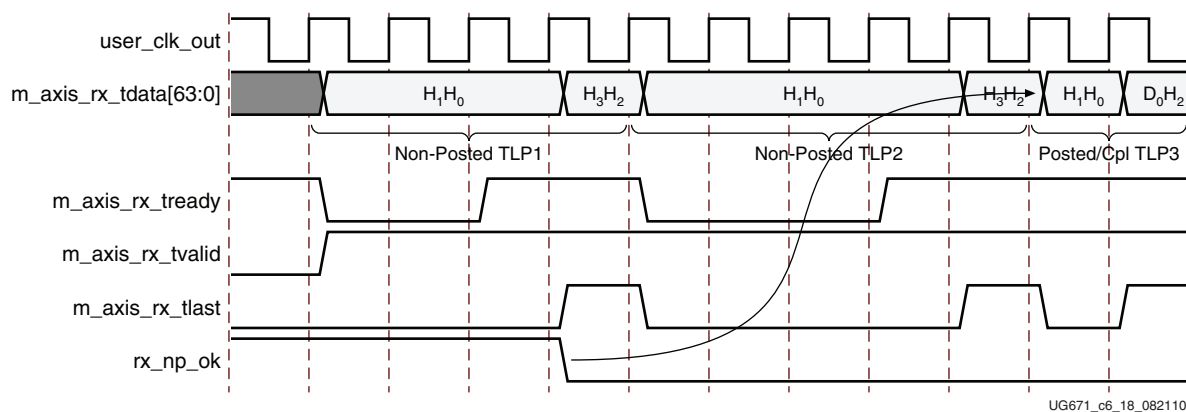 user_clk_out
m_axis_rx_tdata[63:0] H₁H₀ H₃H₂ H₁H₀ H₃H₂ H₁H₀ D₀H₂
Non-Posted TLP1 Non-Posted TLP2 Posted/Cpl TLP3
m_axis_rx_tready
m_axis_rx_tvalid
m_axis_rx_tlast
rx_np_ok
UG671_c6_18_082110